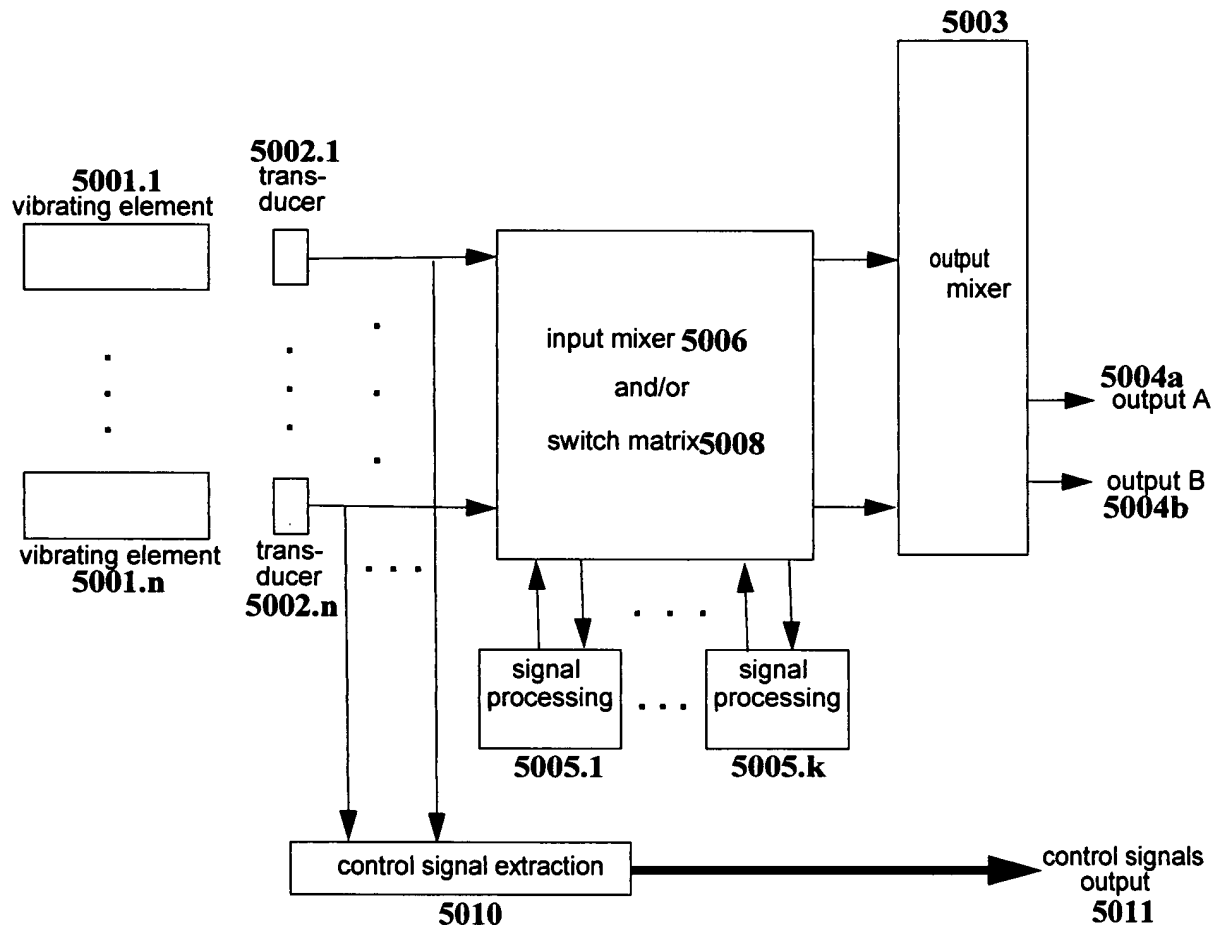 5003
5002.1
trans-
ducer
5001.1
vibrating element
output
mixer
input mixer 5006
and/or
switch matrix5008
5004a
output A
output B
5004b
vibrating element
5001.n
trans-
ducer
5002.n
signal
processing
5005.1
signal
processing
5005.k
control signal extraction
5010
control signals
output
5011